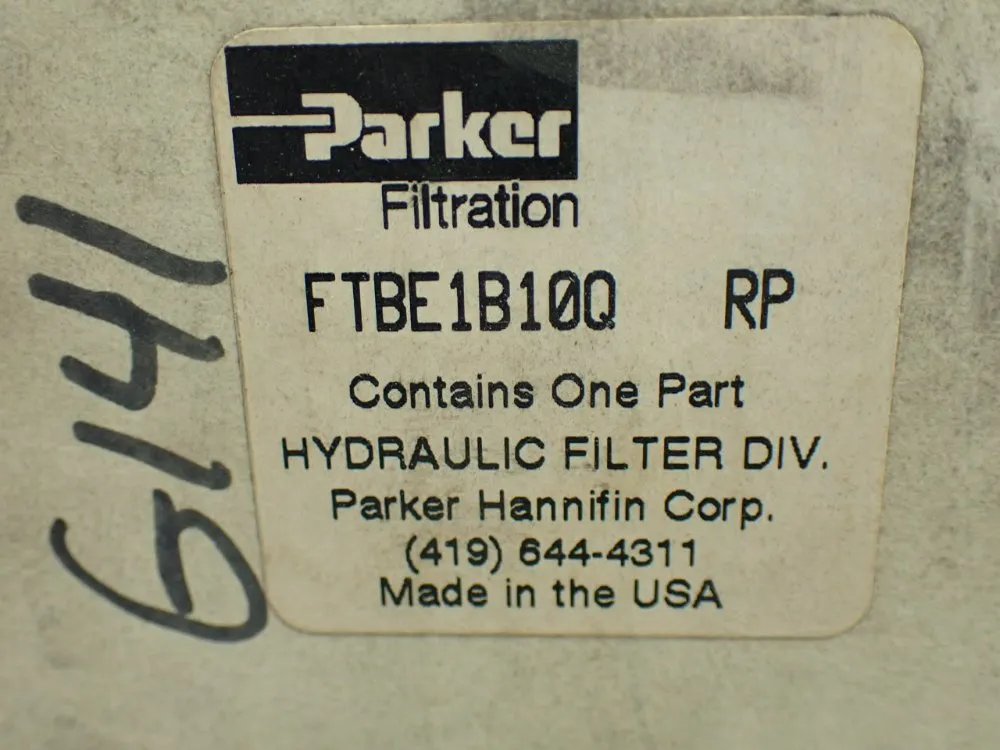 Parker
Filtration
FTBE1B10Q RP
Contains One Part
HYDRAULIC FILTER DIV.
Parker Hannifin Corp.
(419) 644-4311
Made in the USA
6141